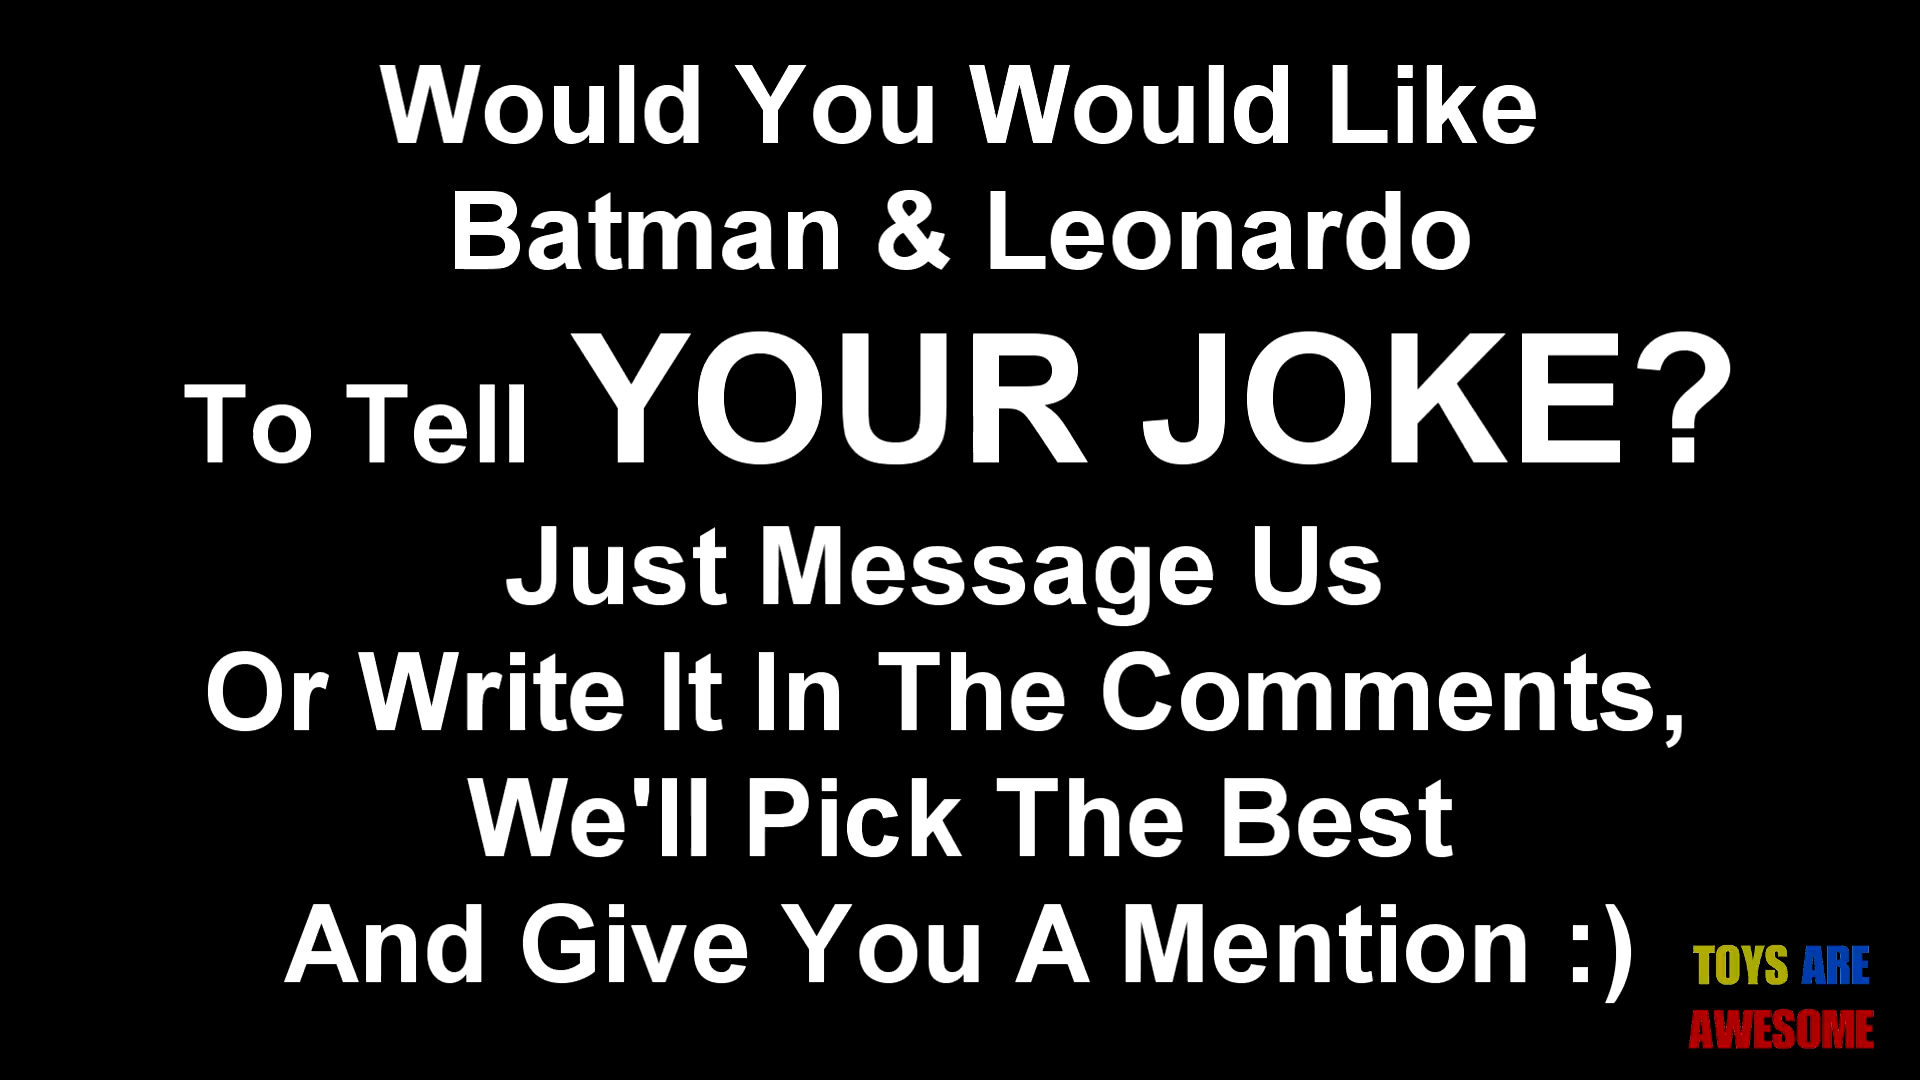 Would You Would Like
Batman & Leonardo
To Tell YOUR JOKE?
Just Message Us
Or Write It In The Comments,
We'll Pick The Best
And Give You A Mention :)
TOYS ARE
AWESOME